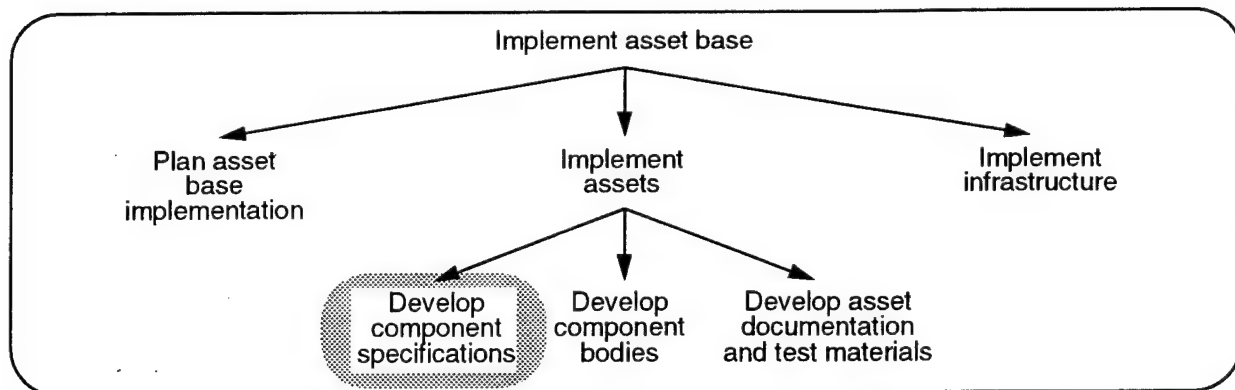 Implement asset base
Plan asset
base
implementation
Implement
assets
Implement
infrastructure
Develop
component
specifications
Develop
component
bodies
Develop asset
documentation
and test materials